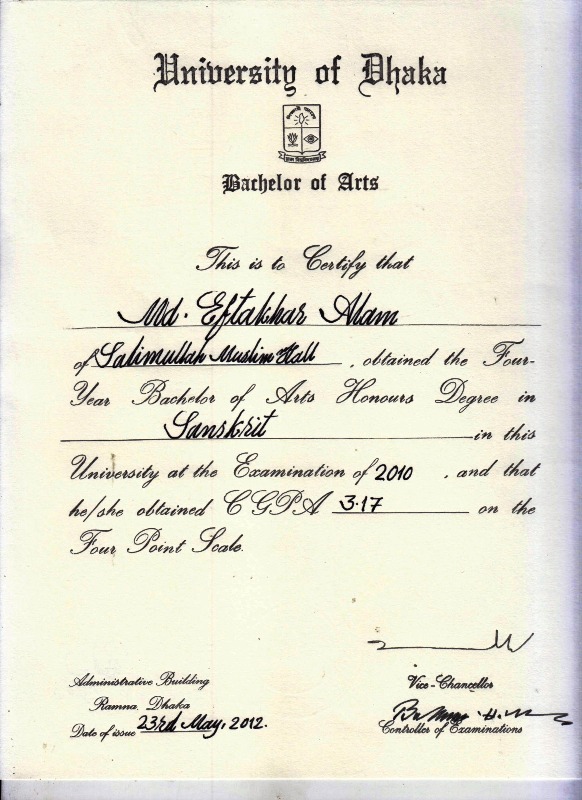 University of Dhaka
Bachelor of Arts
This is to Certify that
Md. Eftakhar Alam
of Salimullah Muslim Hall , obtained the Four-
Year Bachelor of Arts Honours Degree in
Sanskrit in this
University at the Examination of 2010 , and that
he/she obtained CGPA 3.17 on the
Four Point Scale.
Administrative Building
Ramna, Dhaka
Date of issue 23rd May, 2012.
Vice-Chancellor
Controller of Examinations